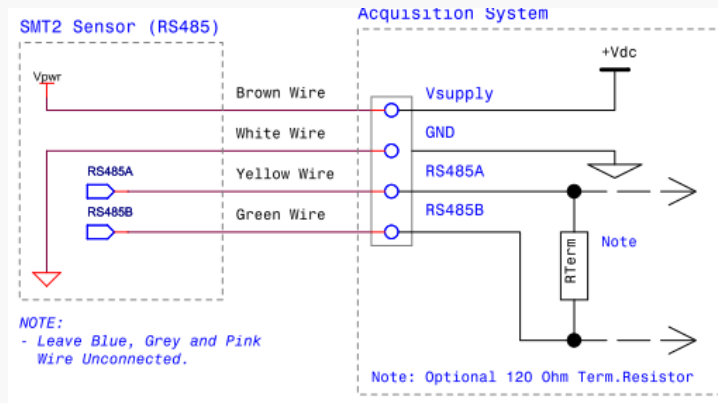 Acquisition System
SMT2 Sensor (RS485)
+Vdc
Vpwr
Brown Wire
Vsupply
White Wire
GND
RS485A
Yellow Wire
RS485A
RS485B
Green Wire
RS485B
RTerm
Note
NOTE:
- Leave Blue, Grey and Pink
Wire Unconnected.
Note: Optional 120 Ohm Term.Resistor